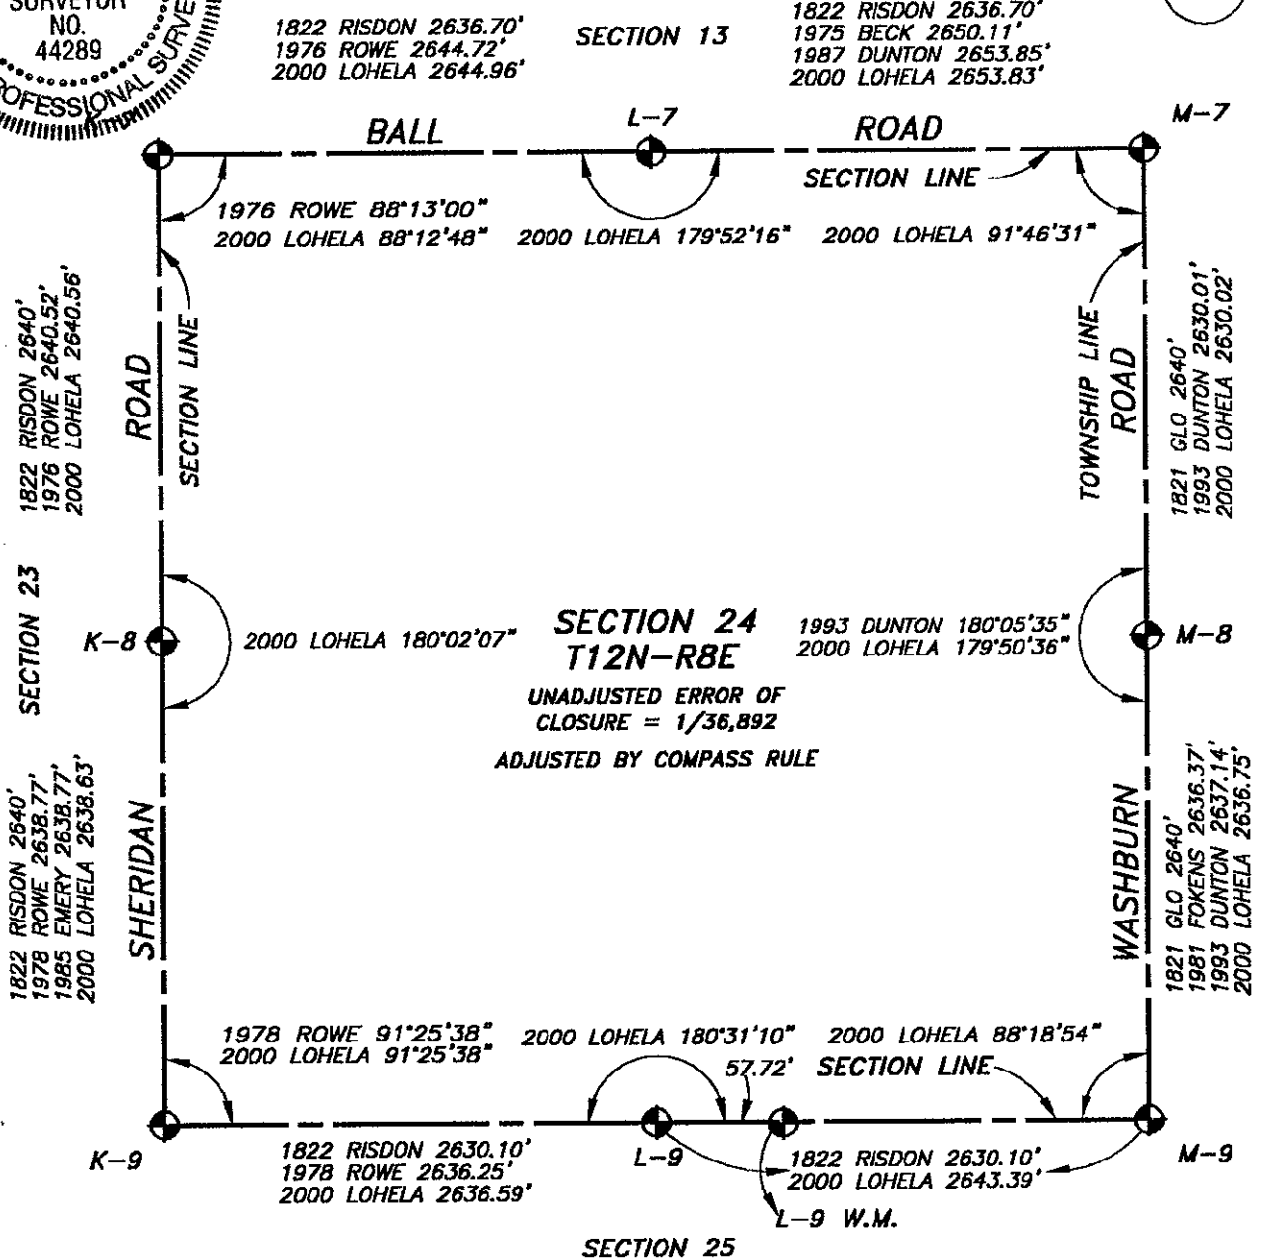 SURVEYOR
NO.
44289
PROFESSIONAL SURVE
1822 RISDON 2636.70'
1976 ROWE 2644.72'
2000 LOHELA 2644.96'
SECTION 13
1822 RISDON 2636.70'
1975 BECK 2650.11'
1987 DUNTON 2653.85'
2000 LOHELA 2653.83'
BALL
L-7
ROAD
M-7
SECTION LINE
1976 ROWE 88°13'00"
2000 LOHELA 88°12'48"
2000 LOHELA 179°52'16"
2000 LOHELA 91°46'31"
1822 RISDON 2640'
1976 ROWE 2640.52'
2000 LOHELA 2640.56'
ROAD
SECTION LINE
TOWNSHIP LINE
ROAD
1821 GLO 2640'
1993 DUNTON 2630.01'
2000 LOHELA 2630.02'
SECTION 23
K-8
2000 LOHELA 180°02'07"
SECTION 24
T12N-R8E
UNADJUSTED ERROR OF
CLOSURE = 1/36,892
ADJUSTED BY COMPASS RULE
1993 DUNTON 180°05'35"
2000 LOHELA 179°50'36"
M-8
1822 RISDON 2640'
1978 ROWE 2638.77'
1985 EMERY 2638.77'
2000 LOHELA 2638.63'
SHERIDAN
WASHBURN
1821 GLO 2640'
1981 FOKENS 2636.37'
1993 DUNTON 2637.14'
2000 LOHELA 2636.75'
1978 ROWE 91°25'38"
2000 LOHELA 91°25'38"
2000 LOHELA 180°31'10"
2000 LOHELA 88°18'54"
57.72'
SECTION LINE
K-9
1822 RISDON 2630.10'
1978 ROWE 2636.25'
2000 LOHELA 2636.59'
L-9
1822 RISDON 2630.10'
2000 LOHELA 2643.39'
M-9
L-9 W.M.
SECTION 25